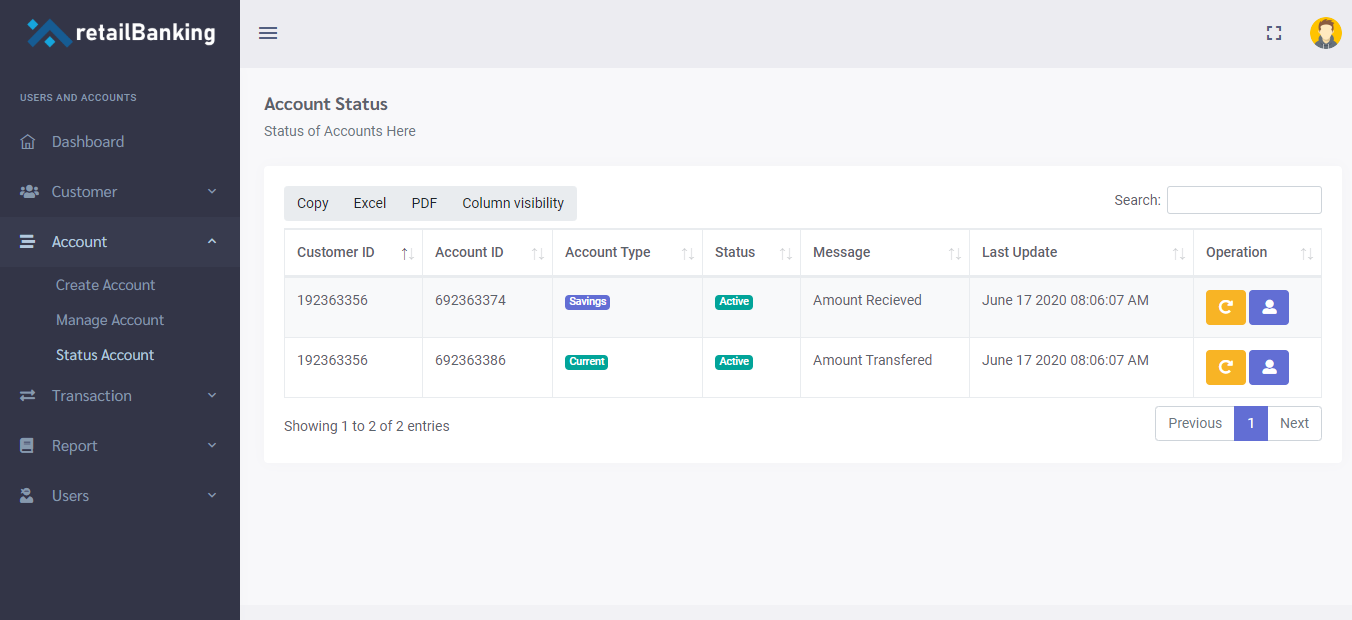 retailBanking
USERS AND ACCOUNTS
Dashboard
Customer
Account
Create Account
Manage Account
Status Account
Transaction
Report
Users
Account Status
Status of Accounts Here
Copy Excel PDF Column visibility Search:
Customer ID Account ID Account Type Status Message Last Update Operation
192363356 692363374 Savings Active Amount Recieved June 17 2020 08:06:07 AM
192363356 692363386 Current Active Amount Transfered June 17 2020 08:06:07 AM
Showing 1 to 2 of 2 entries Previous 1 Next